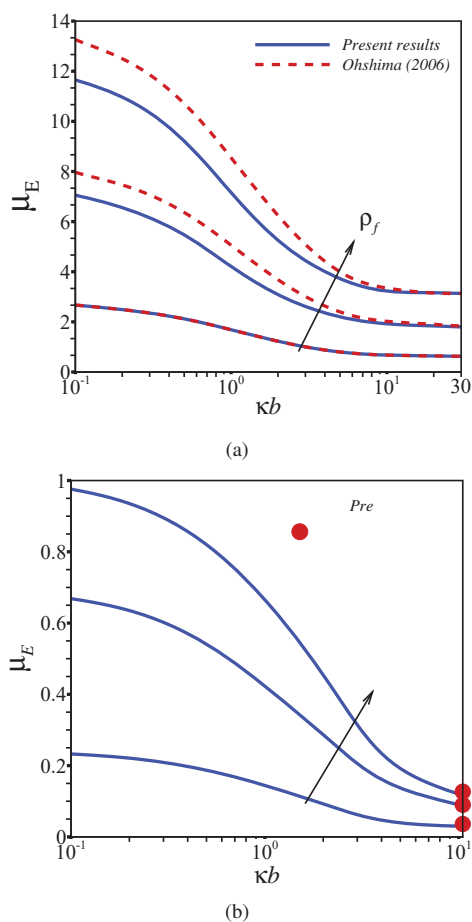 14
12
10
8
6
4
2
0
μE
Present results
Ohshima (2006)
ρf
10-1
100
101
30
κb
(a)
1
0.8
0.6
0.4
0.2
0
μE
Pre
10-1
100
101
κb
(b)